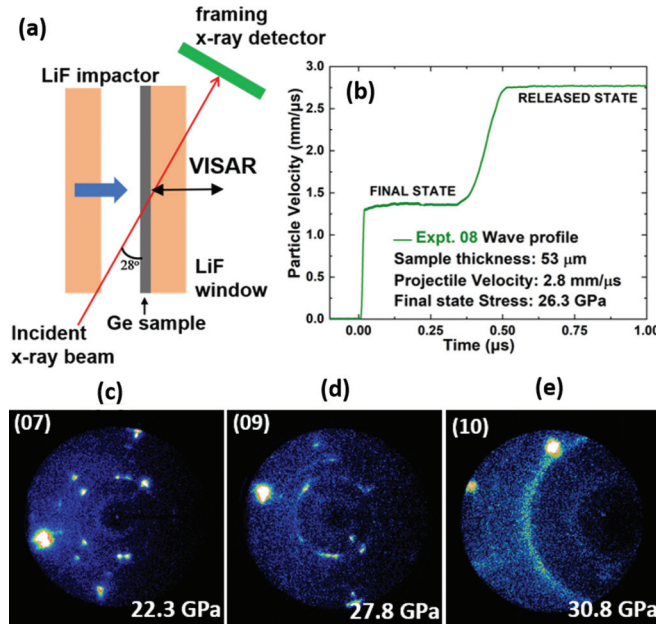 (a)
framing
x-ray detector
LiF impactor
VISAR
28°
LiF
window
Ge sample
Incident
x-ray beam
(b)
Particle Velocity (mm/µs)
3.0
2.5
2.0
1.5
1.0
0.5
0.0
RELEASED STATE
FINAL STATE
Expt. 08 Wave profile
Sample thickness: 53 µm
Projectile Velocity: 2.8 mm/µs
Final state Stress: 26.3 GPa
0.00 0.25 0.50 0.75 1.00
Time (µs)
(c) (d) (e)
(07) (09) (10)
22.3 GPa 27.8 GPa 30.8 GPa